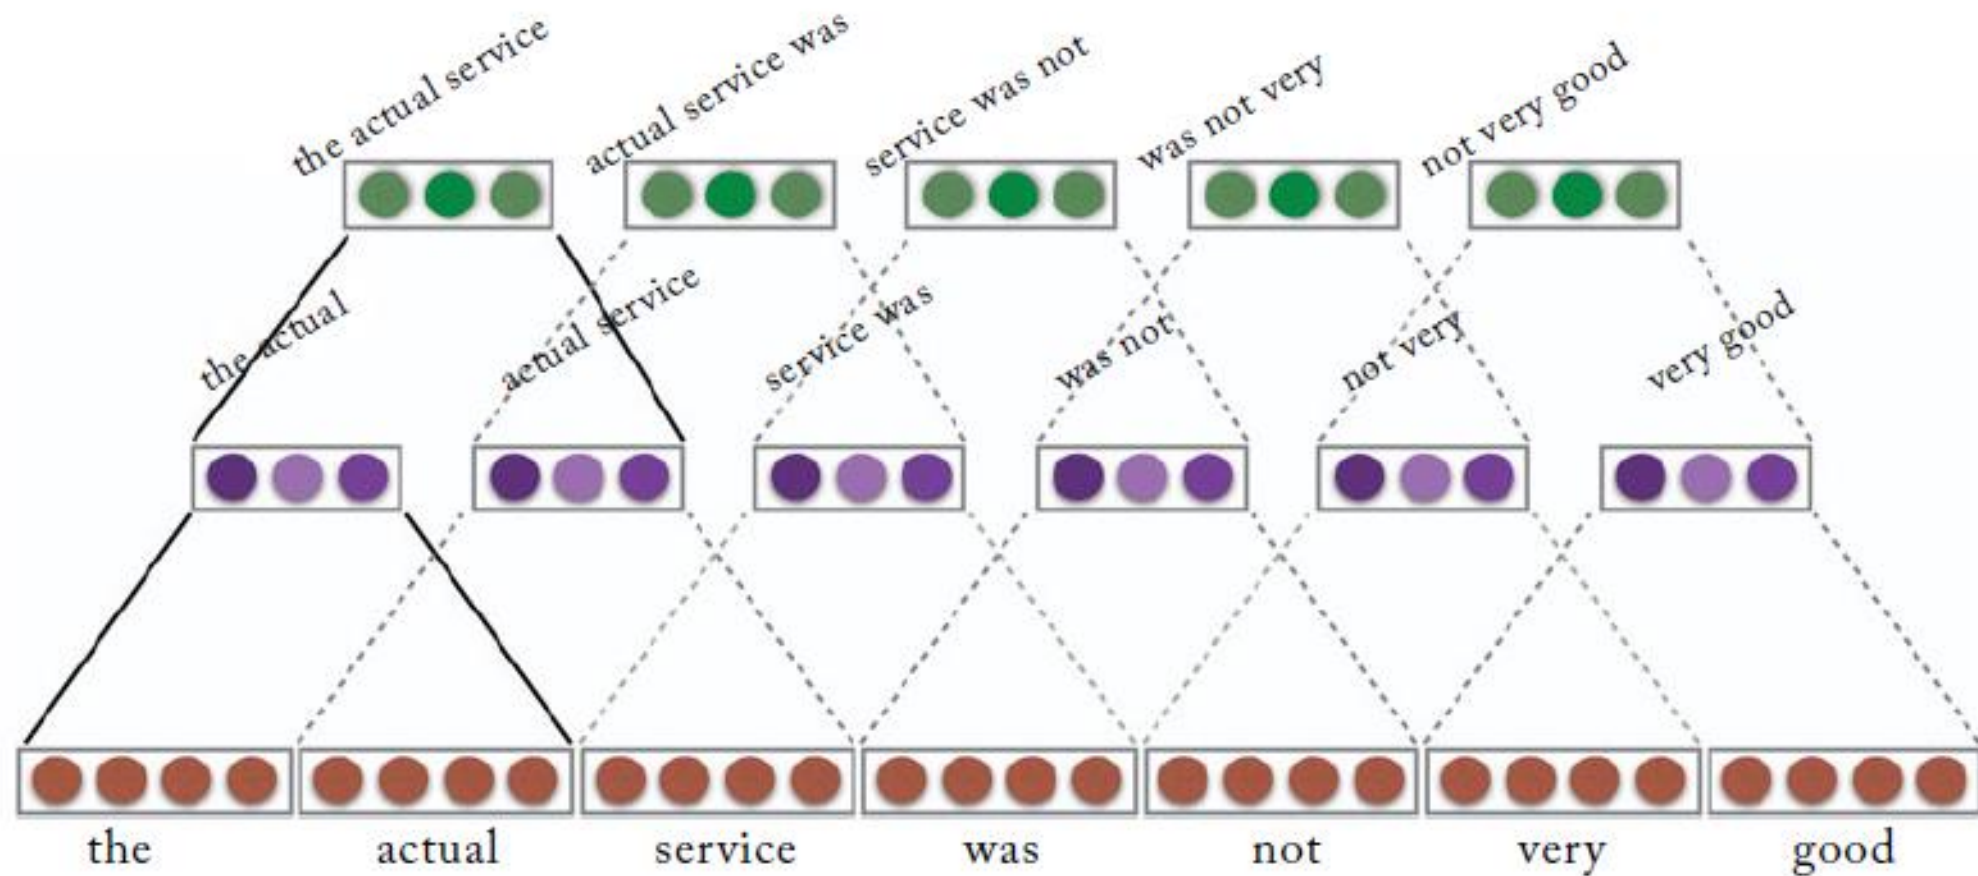 the actual service
actual service was
service was not
was not very
not very good
the actual
actual service
service was
was not
not very
very good
the
actual
service
was
not
very
good